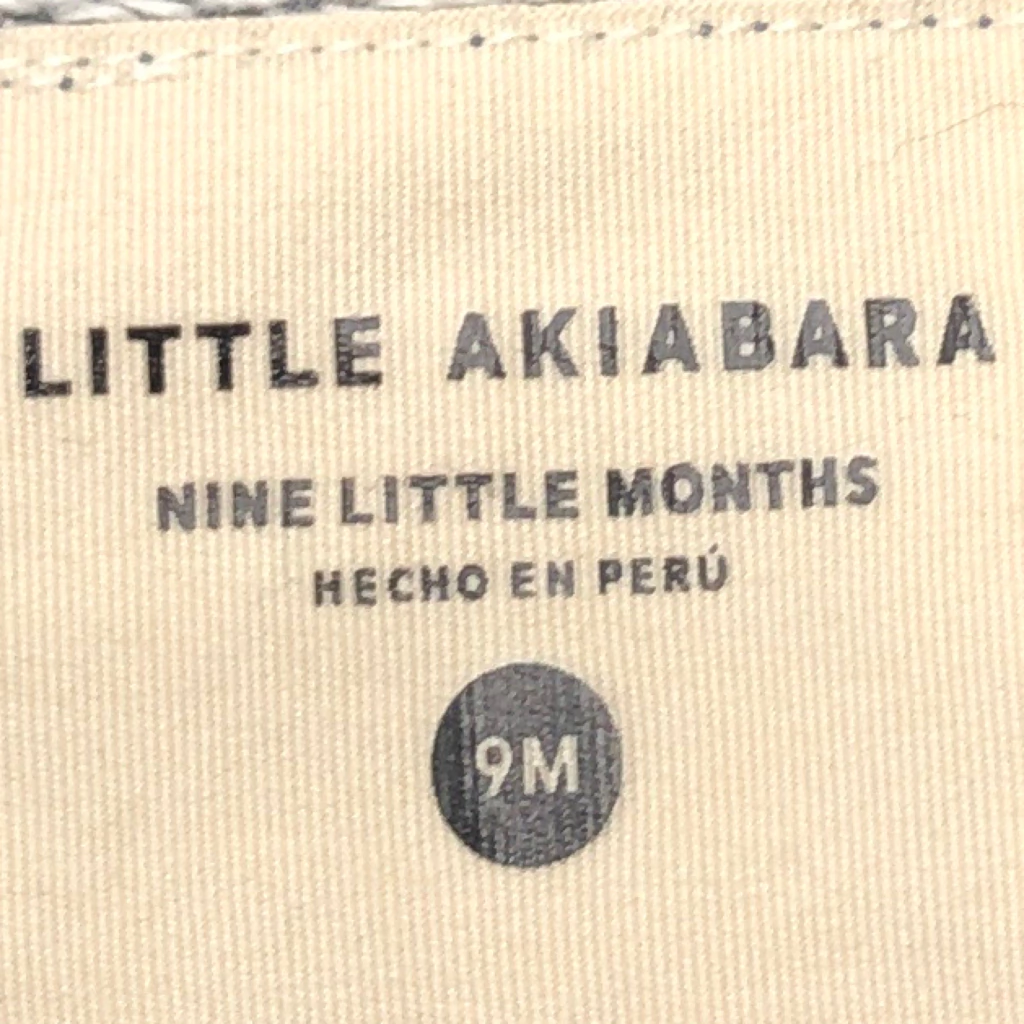 LITTLE AKIABARA
NINE LITTLE MONTHS
HECHO EN PERÚ
9M